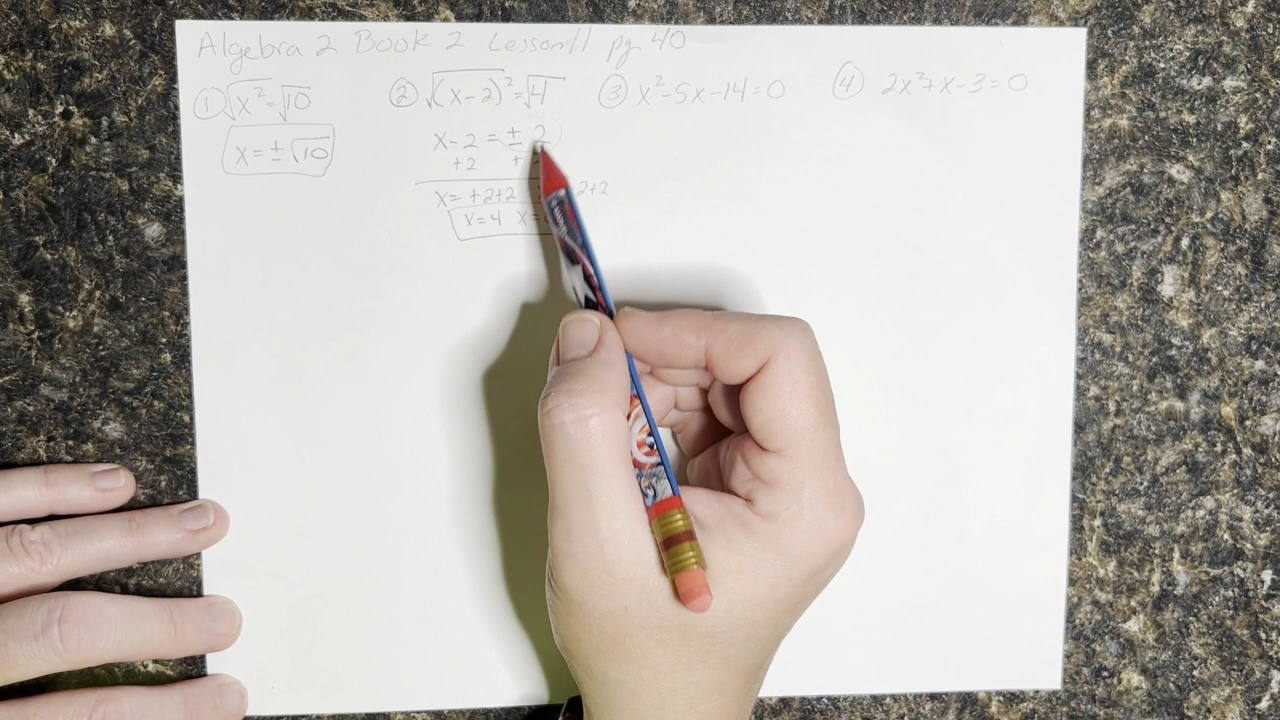 Algebra 2 Book 2 Lesson 11 pg 40
① √x² = √10
x = ± √10
② √(x-2)² = √4
x-2 = ± 2
+2 +
x = +2+2 2+2
x=4 x=
③ x²-5x-14=0
④ 2x²+x-3=0